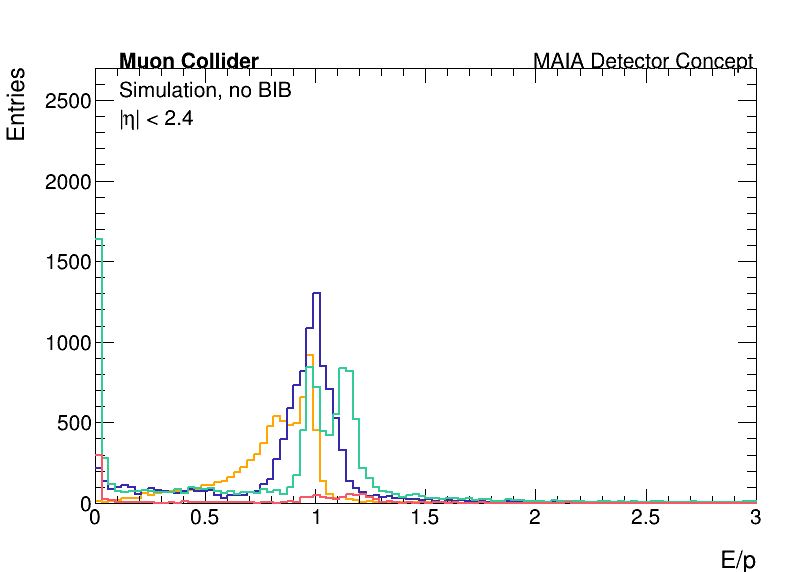 Muon Collider
MAIA Detector Concept
Simulation, no BIB
|η| < 2.4
Entries
2500
2000
1500
1000
500
0
0 0.5 1 1.5 2 2.5 3
E/p